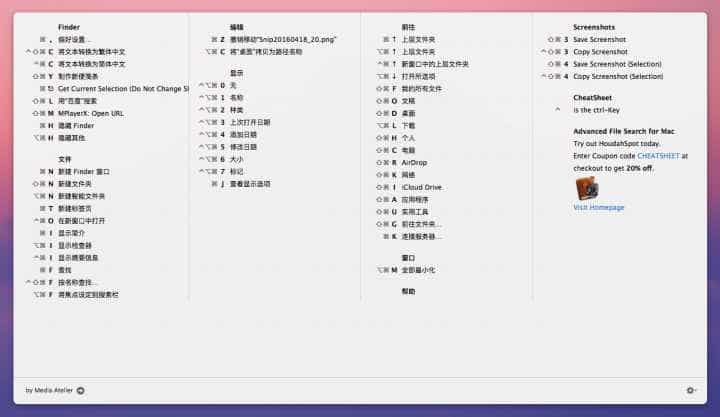 Finder
⌘ , 偏好设置…
^⇧⌘ C 将文本转换为繁体中文
^⌘ C 将文本转换为简体中文
⇧⌘ Y 制作新便笺条
⌘ ⎋ Get Current Selection (Do Not Change Sl
⇧⌘ L 用"百度"搜索
⇧⌘ M MPlayerX: Open URL
⌘ H 隐藏 Finder
⌥⌘ H 隐藏其他
文件
⌘ N 新建 Finder 窗口
⇧⌘ N 新建文件夹
⌥⌘ N 新建智能文件夹
⌘ T 新建标签页
^⌘ O 在新窗口中打开
⌘ I 显示简介
⌥⌘ I 显示检查器
^⌘ I 显示摘要信息
⌘ F 查找
^⇧⌘ F 按名称查找…
⌥⌘ F 将焦点设定到搜索栏
编辑
⌘ Z 撤销移动"Snip20160418_20.png"
⌥⌘ C 将"桌面"拷贝为路径名称
显示
^⌥⌘ 0 无
^⌥⌘ 1 名称
^⌥⌘ 2 种类
^⌥⌘ 3 上次打开日期
^⌥⌘ 4 添加日期
^⌥⌘ 5 修改日期
^⌥⌘ 6 大小
^⌥⌘ 7 标记
⌘ J 查看显示选项
前往
⌘ ↑ 上层文件夹
⌥⌘ ↑ 上层文件夹
^⌘ ↑ 新窗口中的上层文件夹
⌥⌘ ↓ 打开所选项
⇧⌘ F 我的所有文件
⇧⌘ O 文稿
⇧⌘ D 桌面
⌥⌘ L 下载
⇧⌘ H 个人
⇧⌘ C 电脑
⇧⌘ R AirDrop
⇧⌘ K 网络
⇧⌘ I iCloud Drive
⇧⌘ A 应用程序
⇧⌘ U 实用工具
⇧⌘ G 前往文件夹…
⌘ K 连接服务器…
窗口
⌥⌘ M 全部最小化
帮助
Screenshots
⇧⌘ 3 Save Screenshot
^⇧⌘ 3 Copy Screenshot
⇧⌘ 4 Save Screenshot (Selection)
^⇧⌘ 4 Copy Screenshot (Selection)
CheatSheet
^ is the ctrl-Key
Advanced File Search for Mac
Try out HoudahSpot today.
Enter Coupon code CHEATSHEET at
checkout to get 20% off.
Visit Homepage
by Media Atelier